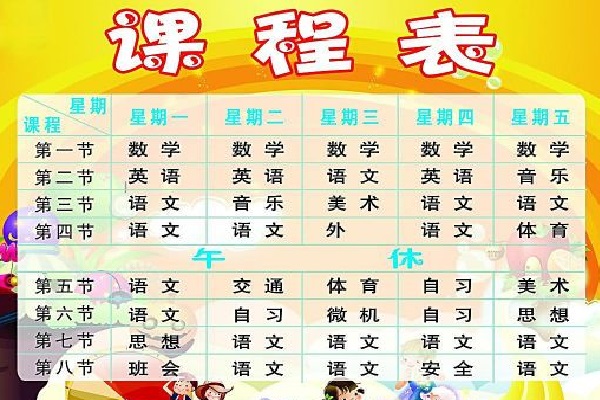 课程表
星期
课程 星期一 星期二 星期三 星期四 星期五
第一节 数学 数学 数学 数学 数学
第二节 英语 英语 语文 英语 音乐
第三节 语文 音乐 美术 语文 语文
第四节 语文 语文 外 语文 体育
午休
第五节 语文 交通 体育 自习 美术
第六节 语文 自习 微机 自习 思想
第七节 思想 语文 语文 语文 语文
第八节 班会 语文 语文 安全 语文